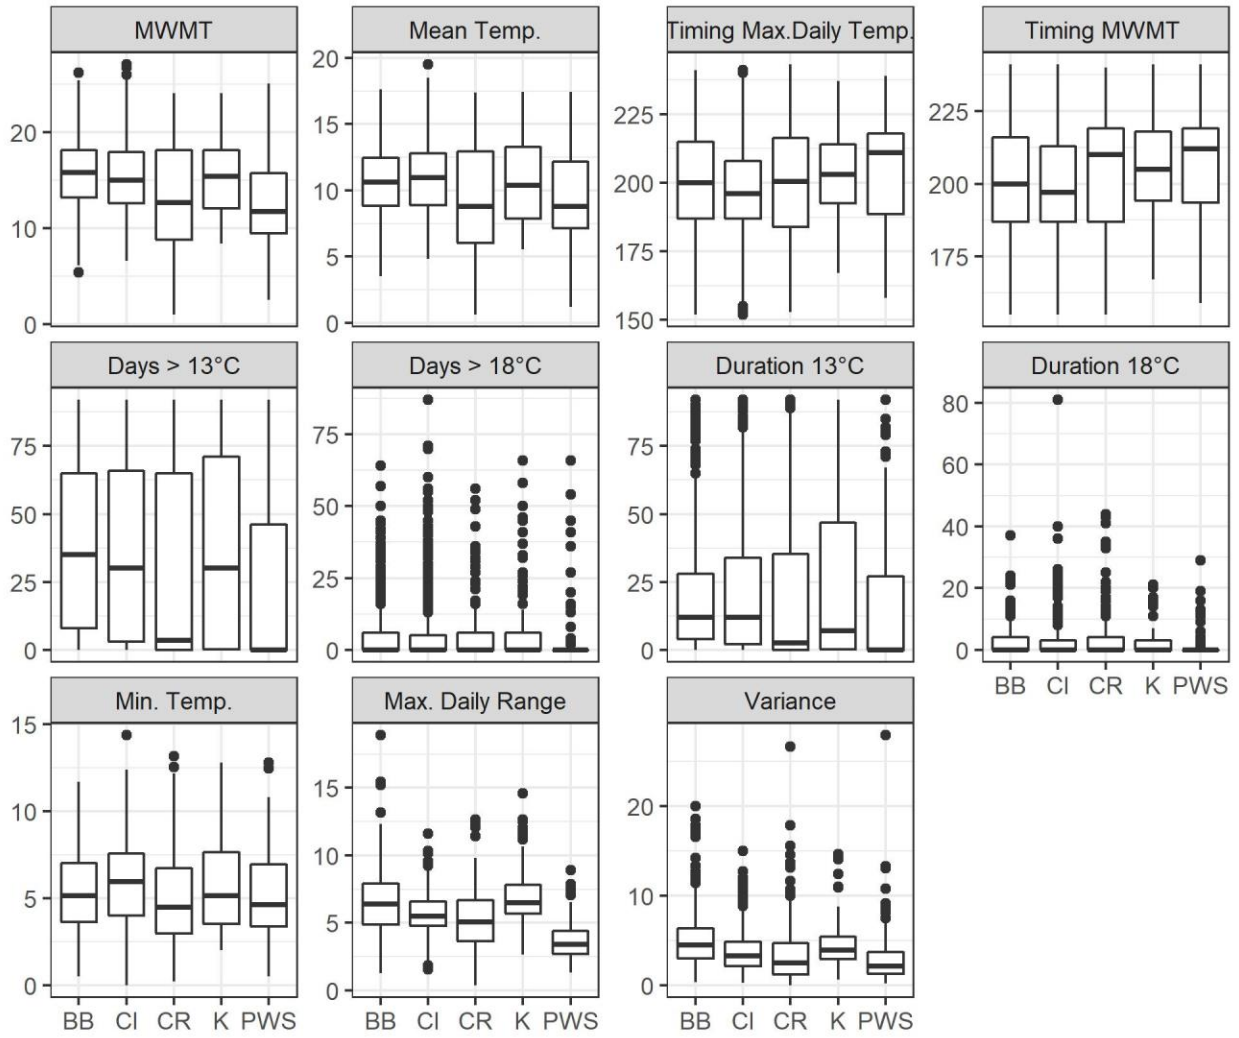 MWMT
Mean Temp.
Timing Max.Daily Temp.
Timing MWMT
20
10
0
20
15
10
5
0
225
200
175
150
225
200
175
Days > 13°C
Days > 18°C
Duration 13°C
Duration 18°C
75
50
25
0
75
50
25
0
75
50
25
0
80
60
40
20
0
BB CI CR K PWS
Min. Temp.
Max. Daily Range
Variance
15
10
5
0
15
10
5
0
20
10
0
BB CI CR K PWS
BB CI CR K PWS
BB CI CR K PWS